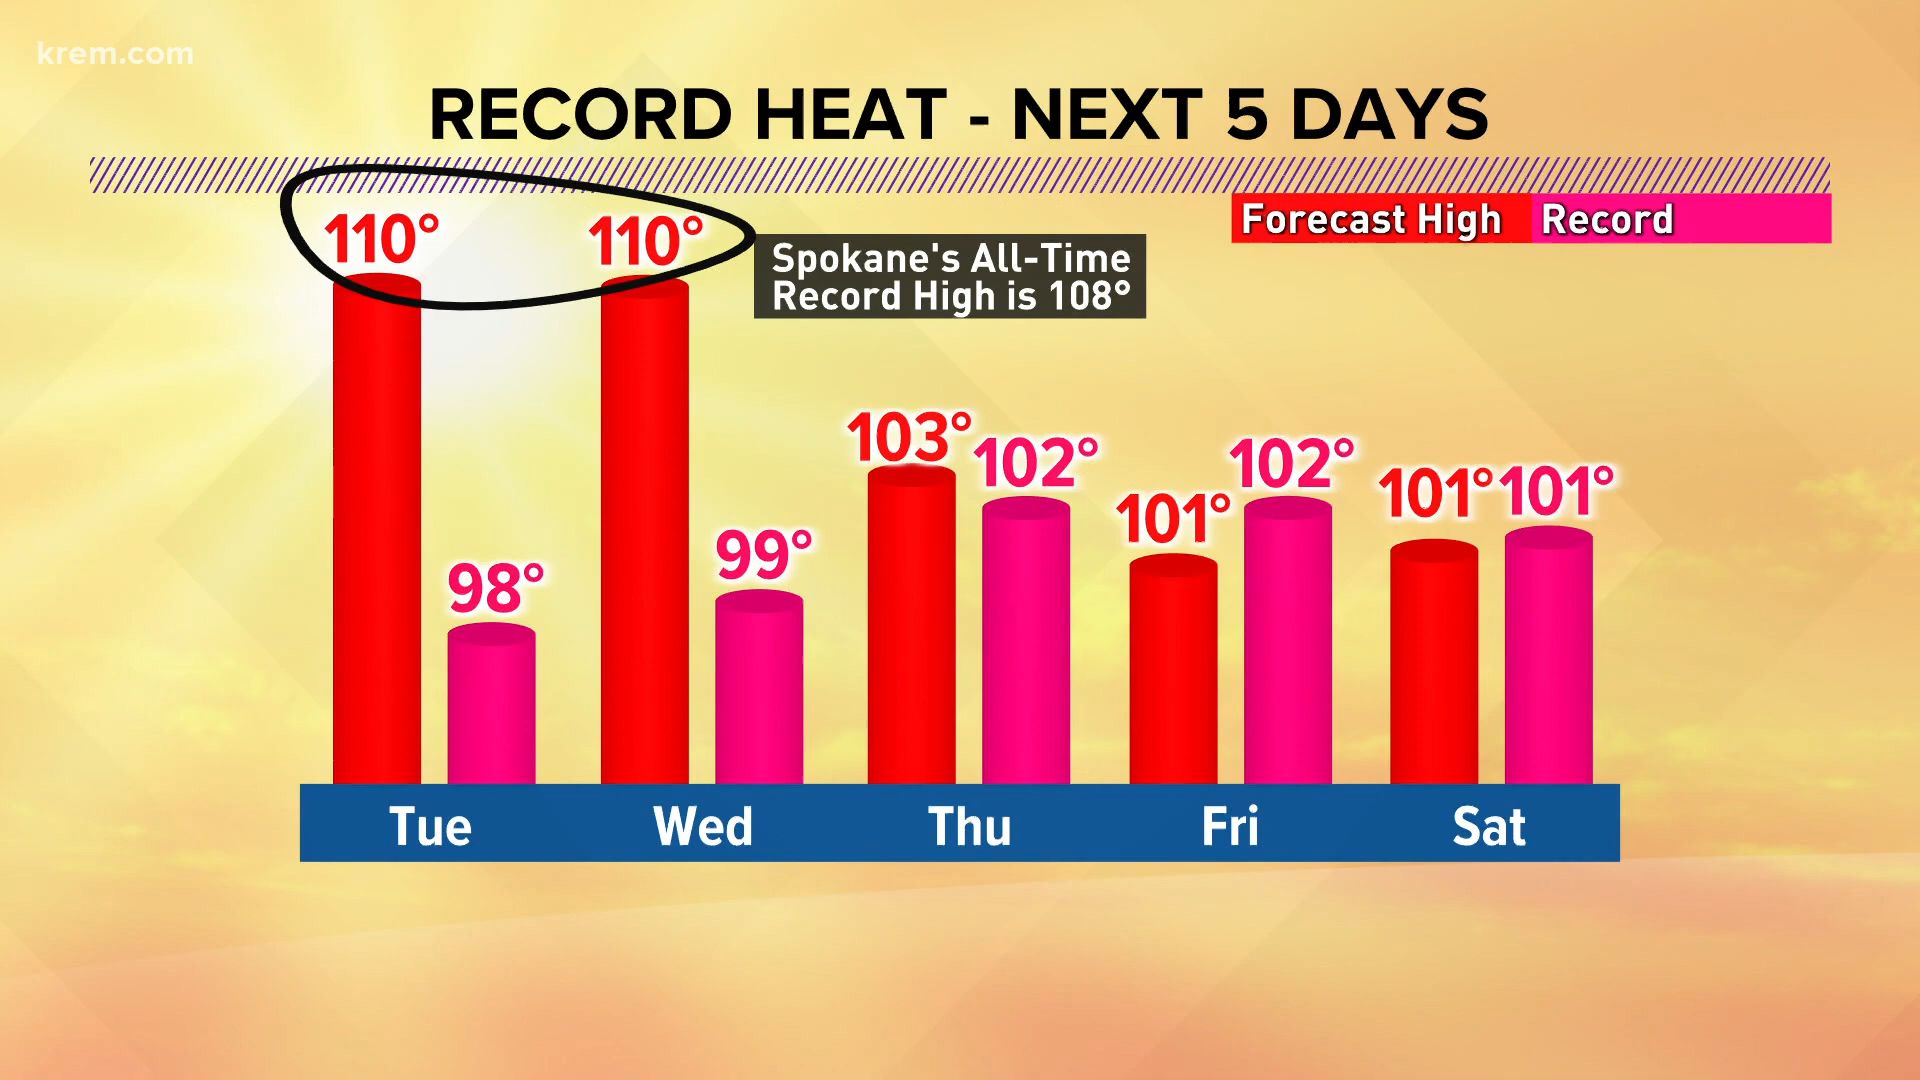 krem.com
RECORD HEAT - NEXT 5 DAYS
Forecast High Record
110° 110°
Spokane's All-Time
Record High is 108°
98° 99° 103° 102° 101° 102° 101° 101°
Tue Wed Thu Fri Sat